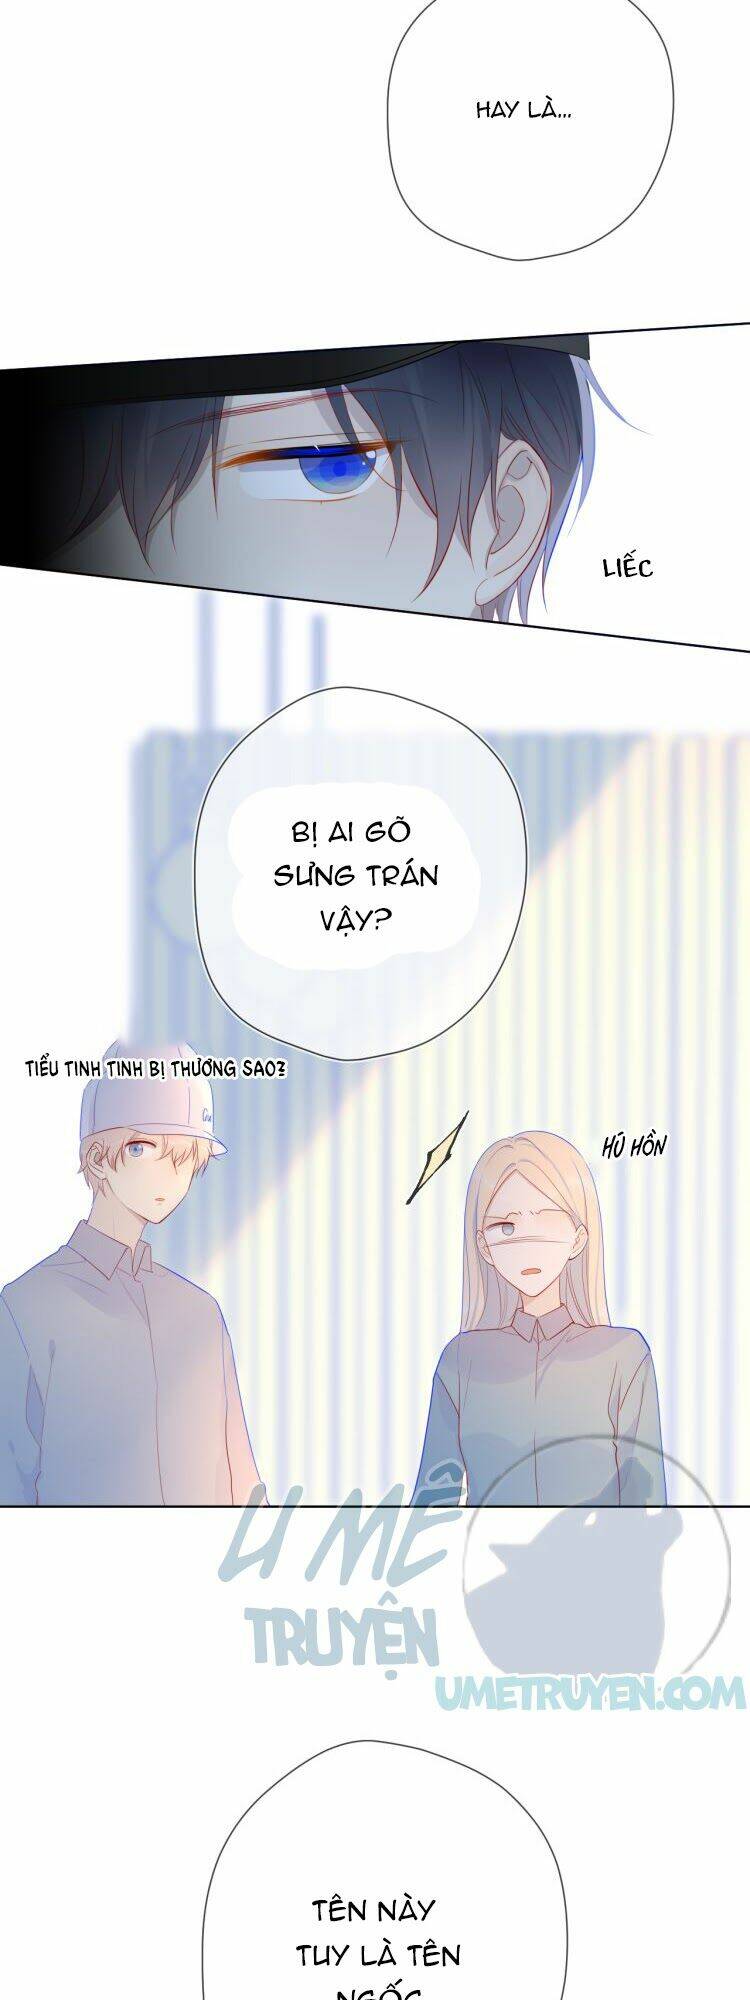 HAY LÀ...
LIẾC
BỊ AI GÕ
SƯNG TRÁN
VẬY?
TIỂU TINH TINH BỊ THƯƠNG SAO?
HÚ HỒN
U MÊ
TRUYỆN
UMETRUYEN.COM
TÊN NÀY
TUY LÀ TÊN
NGỐC